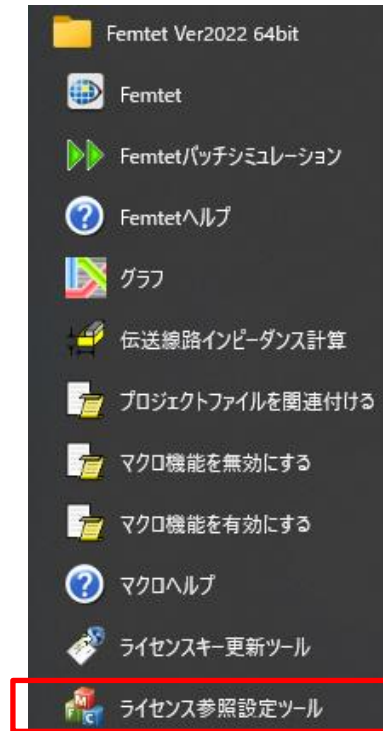 Femtet Ver2022 64bit
Femtet
Femtetバッチシミュレーション
Femtetヘルプ
グラフ
伝送線路インピーダンス計算
プロジェクトファイルを関連付ける
マクロ機能を無効にする
マクロ機能を有効にする
マクロヘルプ
ライセンスキー更新ツール
ライセンス参照設定ツール